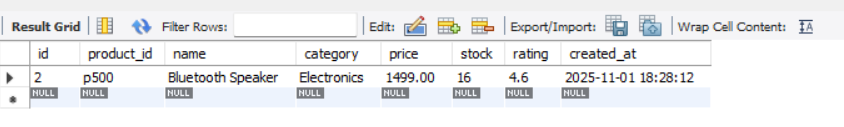 Result Grid Filter Rows: Edit: Export/Import: Wrap Cell Content: IA
id product_id name category price stock rating created_at
2 p500 Bluetooth Speaker Electronics 1499.00 16 4.6 2025-11-01 18:28:12
NULL NULL NULL NULL NULL NULL NULL NULL